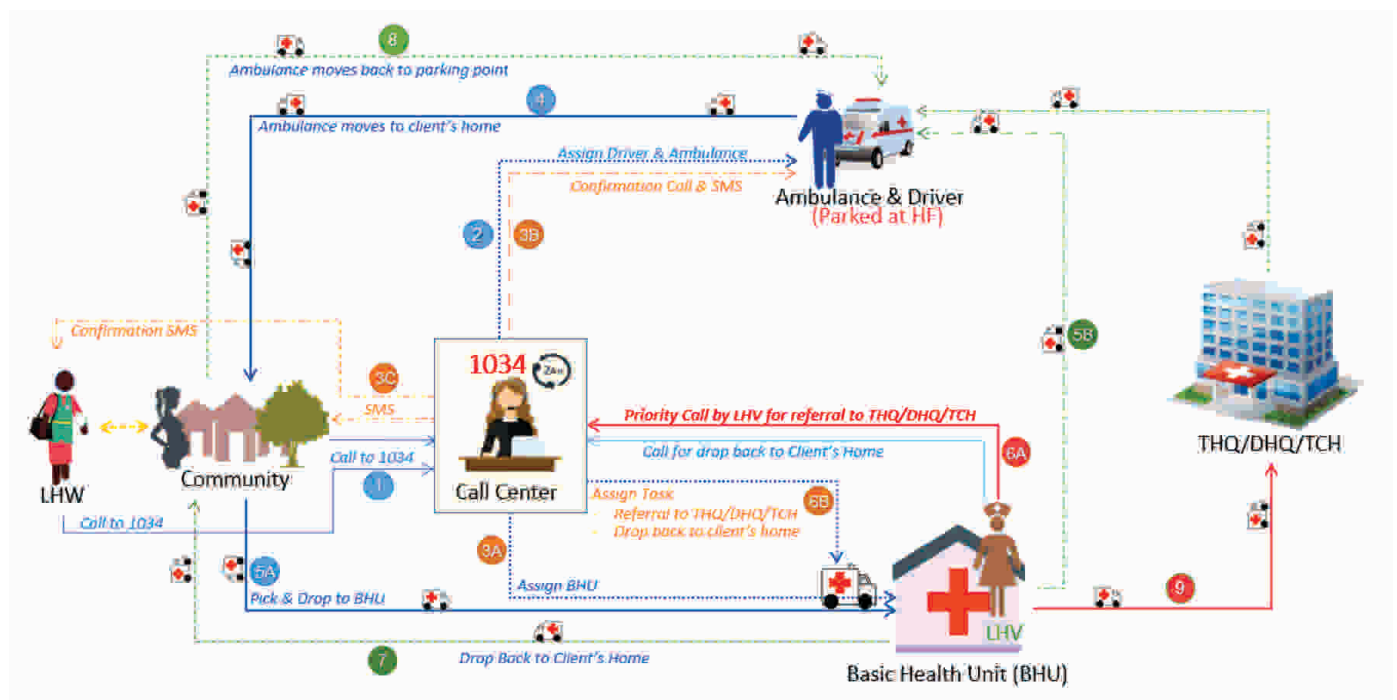 8
Ambulance moves back to parking point
4
Ambulance moves to client's home
Assign Driver & Ambulance
Confirmation Call & SMS
Ambulance & Driver
(Parked at HF)
2
3B
5B
Confirmation SMS
1034
3C
SMS
Priority Call by LHV for referral to THQ/DHQ/TCH
Call for drop back to Client's Home
6A
THQ/DHQ/TCH
Call to 1034
1
Community
LHW
Call Center
Call to 1034
Assign Task
Referral to THQ/DHQ/TCH
Drop back to client's home
6B
3A
5A
Assign BHU
Pick & Drop to BHU
9
LHV
7
Drop Back to Client's Home
Basic Health Unit (BHU)